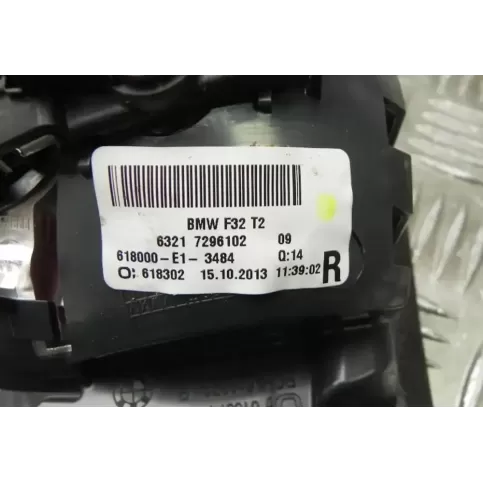 BMW F32 T2
6321 7296102 09
618000-E1- 3484 Q:14
O: 618302 15.10.2013 11:39:02 R